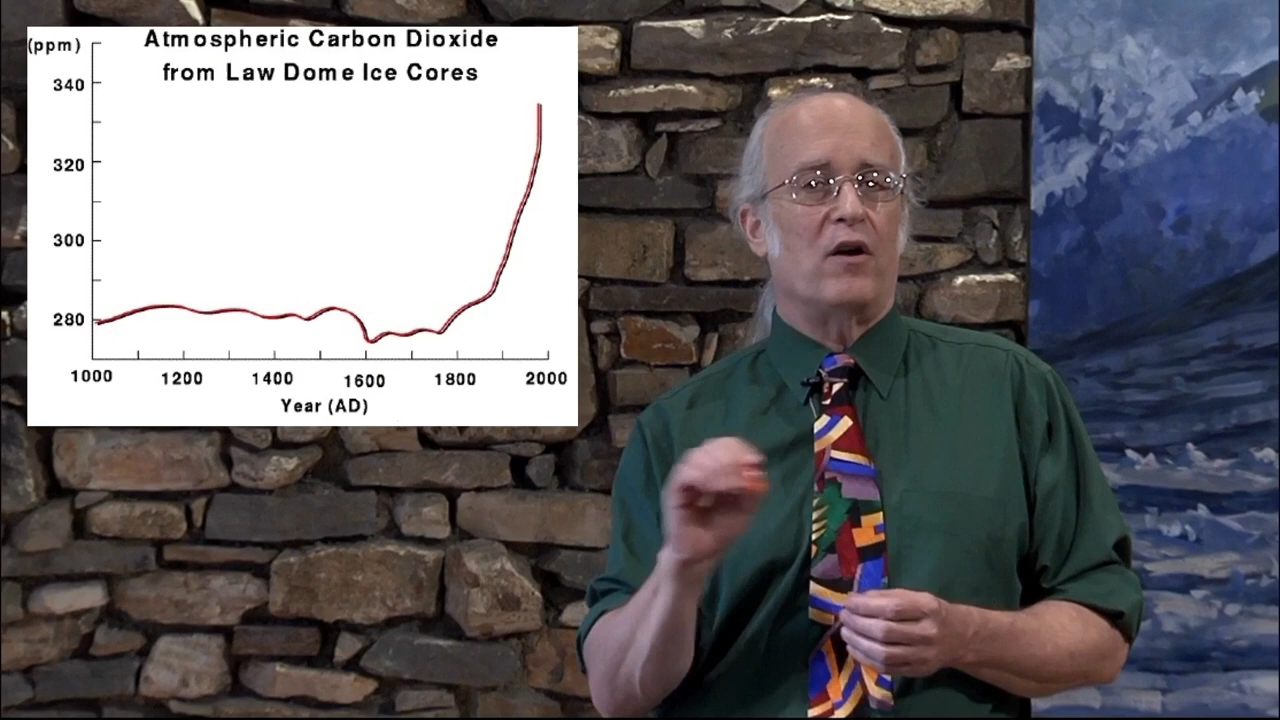 (ppm)
Atmospheric Carbon Dioxide
from Law Dome Ice Cores
340
320
300
280
1000 1200 1400 1600 1800 2000
Year (AD)